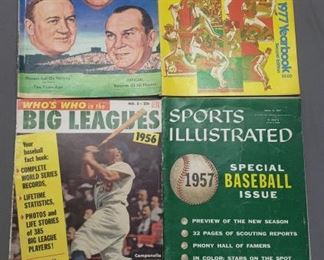 OFFICIAL
1977 Yearbook
WHO'S WHO in the
BIG LEAGUES
1956
Your
baseball
fact book:
COMPLETE
WORLD SERIES
RECORDS,
LIFETIME
STATISTICS,
PHOTOS and
LIFE STORIES
of 385
BIG LEAGUE
PLAYERS!
Campanella
SPORTS
ILLUSTRATED
1957
SPECIAL
BASEBALL
ISSUE
PREVIEW OF THE NEW SEASON
32 PAGES OF SCOUTING REPORTS
PHONY HALL OF FAMERS
IN COLOR: STARS ON THE SPOT